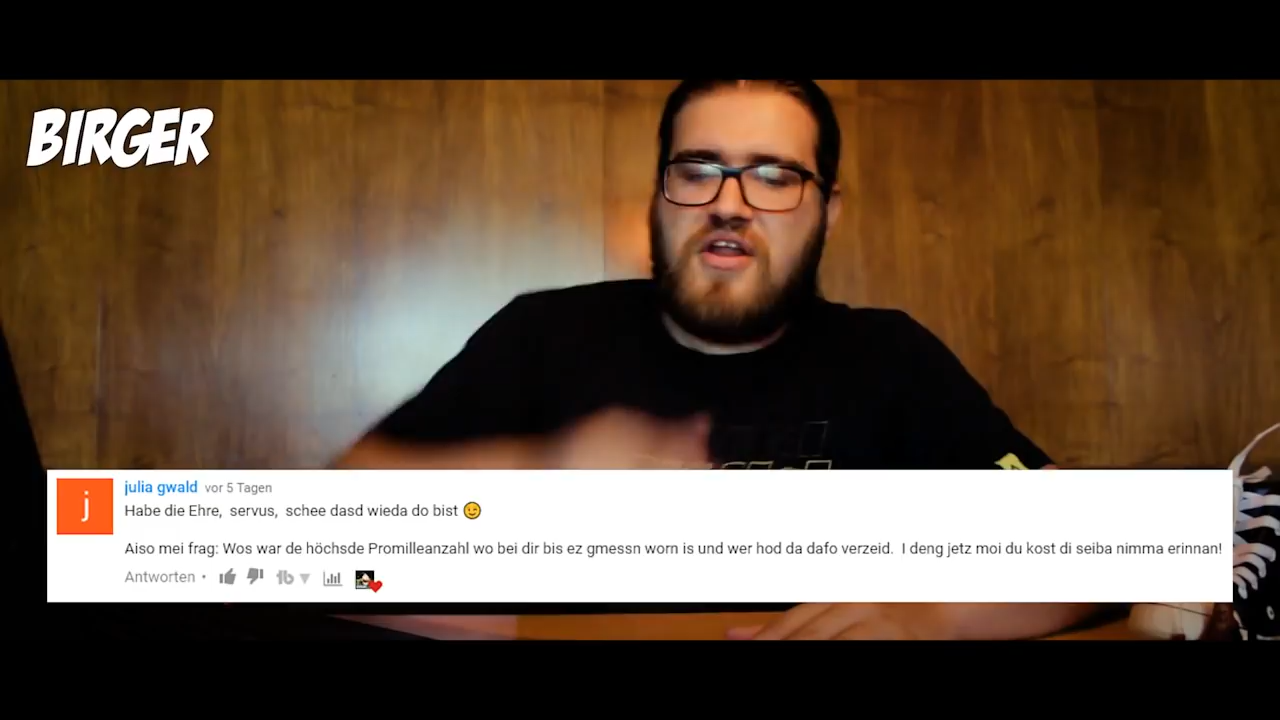 BIRGER
julia gwald vor 5 Tagen
Habe die Ehre, servus, schee dasd wieda do bist 😉
Aiso mei frag: Wos war de höchsde Promilleanzahl wo bei dir bis ez gmessn worn is und wer hod da dafo verzeid. I deng jetz moi du kost di seiba nimma erinnan!
Antworten •